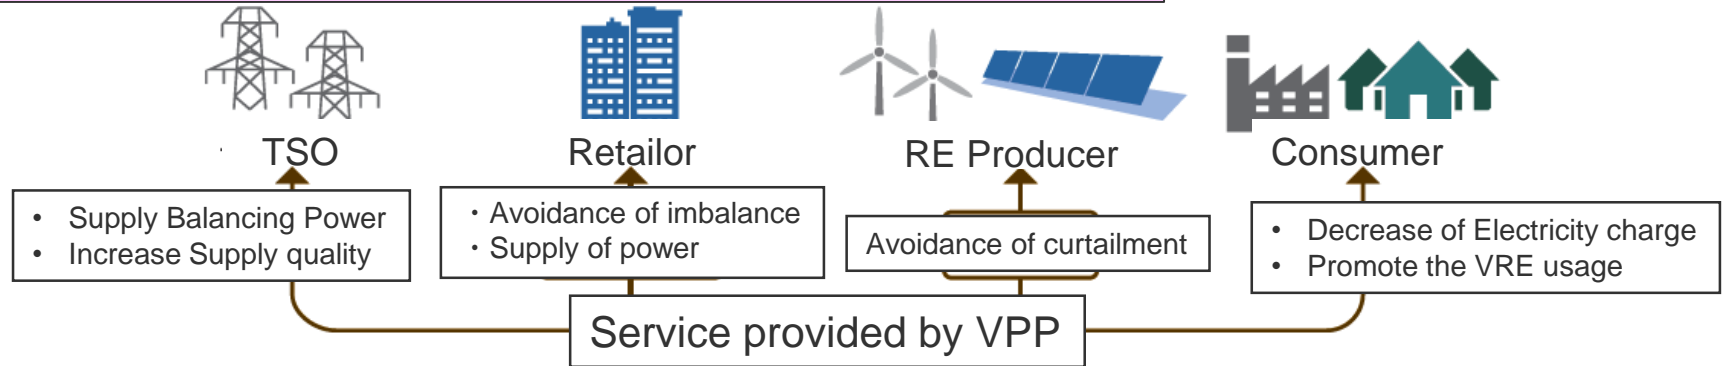 TSO
Retailor
RE Producer
Consumer
• Supply Balancing Power
• Increase Supply quality
・Avoidance of imbalance
・Supply of power
Avoidance of curtailment
• Decrease of Electricity charge
• Promote the VRE usage
Service provided by VPP